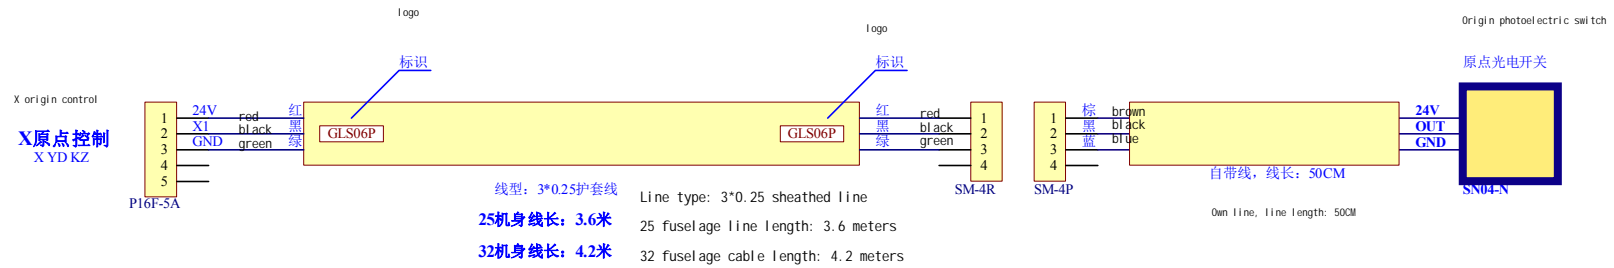 logo
logo
Origin photoelectric switch
标识
标识
原点光电开关
X origin control
X原点控制
X YD KZ
1
2
3
4
5
P16F-5A
24V
X1
GND
red
black
green
红
黑
绿
GLS06P
GLS06P
红
黑
绿
red
black
green
1
2
3
4
SM-4R
1
2
3
4
SM-4P
棕
黑
蓝
brown
black
blue
24V
OUT
GND
SN04-N
自带线，线长：50CM
Own line, line length: 50CM
线型：3*0.25护套线
Line type: 3*0.25 sheathed line
25机身线长：3.6米
25 fuselage line length: 3.6 meters
32机身线长：4.2米
32 fuselage cable length: 4.2 meters